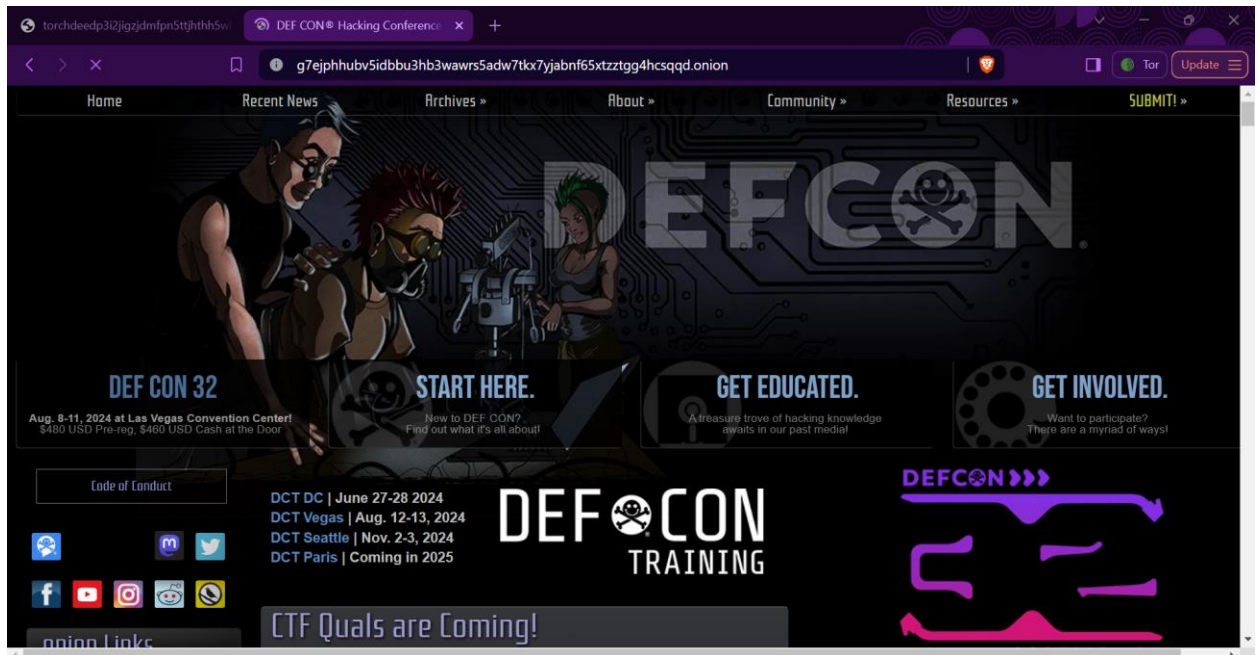 torchdeedp3i2jigzjdmfpn5ttjhthh5w
DEF CON® Hacking Conference
g7ejphhubv5idbbu3hb3wawrs5adw7tkx7yjabnf65xtzztgg4hcsqqd.onion
Tor
Update
Home Recent News Archives » About » Community » Resources » SUBMIT! »
DEFCON.
DEF CON 32
Aug. 8-11, 2024 at Las Vegas Convention Center!
$480 USD Pre-reg, $460 USD Cash at the Door
START HERE.
New to DEF CON?
Find out what it's all about!
GET EDUCATED.
A treasure trove of hacking knowledge
awaits in our past media!
GET INVOLVED.
Want to participate?
There are a myriad of ways!
Code of Conduct
DCT DC | June 27-28 2024
DCT Vegas | Aug. 12-13, 2024
DCT Seattle | Nov. 2-3, 2024
DCT Paris | Coming in 2025
DEF CON
TRAINING
DEFCON
CTF Quals are Coming!
onion Links